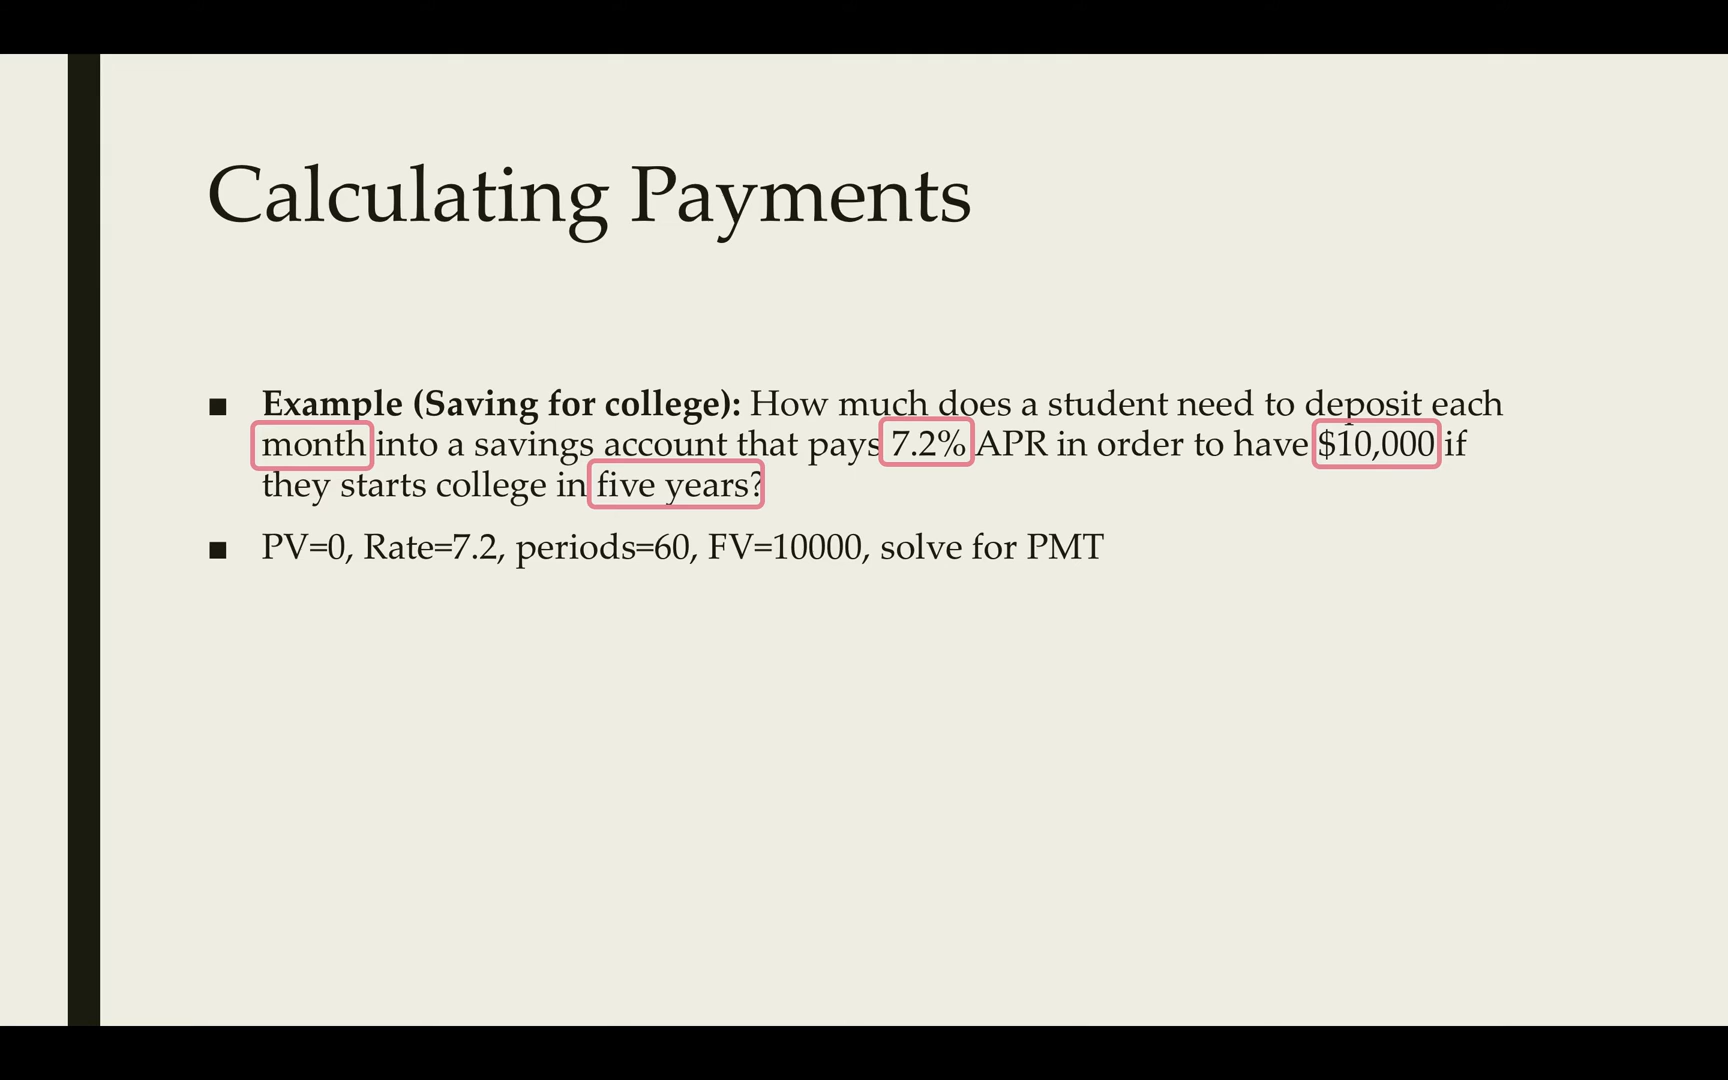 Calculating Payments
■ Example (Saving for college): How much does a student need to deposit each
month into a savings account that pays 7.2% APR in order to have $10,000 if
they starts college in five years?
■ PV=0, Rate=7.2, periods=60, FV=10000, solve for PMT